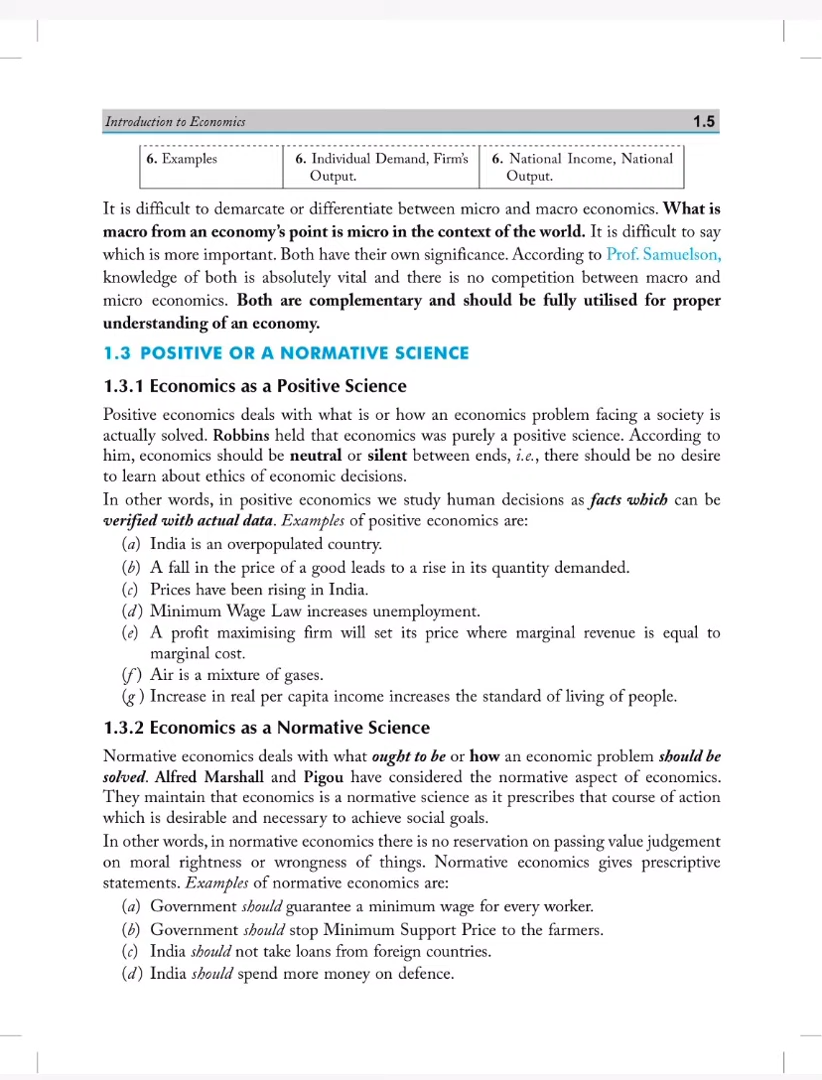 Introduction to Economics 1.5
6. Examples 6. Individual Demand, Firm's 6. National Income, National
Output. Output.
It is difficult to demarcate or differentiate between micro and macro economics. What is
macro from an economy's point is micro in the context of the world. It is difficult to say
which is more important. Both have their own significance. According to Prof. Samuelson,
knowledge of both is absolutely vital and there is no competition between macro and
micro economics. Both are complementary and should be fully utilised for proper
understanding of an economy.
1.3 POSITIVE OR A NORMATIVE SCIENCE
1.3.1 Economics as a Positive Science
Positive economics deals with what is or how an economics problem facing a society is
actually solved. Robbins held that economics was purely a positive science. According to
him, economics should be neutral or silent between ends, i.e., there should be no desire
to learn about ethics of economic decisions.
In other words, in positive economics we study human decisions as facts which can be
verified with actual data. Examples of positive economics are:
(a) India is an overpopulated country.
(b) A fall in the price of a good leads to a rise in its quantity demanded.
(c) Prices have been rising in India.
(d) Minimum Wage Law increases unemployment.
(e) A profit maximising firm will set its price where marginal revenue is equal to
marginal cost.
(f) Air is a mixture of gases.
(g) Increase in real per capita income increases the standard of living of people.
1.3.2 Economics as a Normative Science
Normative economics deals with what ought to be or how an economic problem should be
solved. Alfred Marshall and Pigou have considered the normative aspect of economics.
They maintain that economics is a normative science as it prescribes that course of action
which is desirable and necessary to achieve social goals.
In other words, in normative economics there is no reservation on passing value judgement
on moral rightness or wrongness of things. Normative economics gives prescriptive
statements. Examples of normative economics are:
(a) Government should guarantee a minimum wage for every worker.
(b) Government should stop Minimum Support Price to the farmers.
(c) India should not take loans from foreign countries.
(d) India should spend more money on defence.